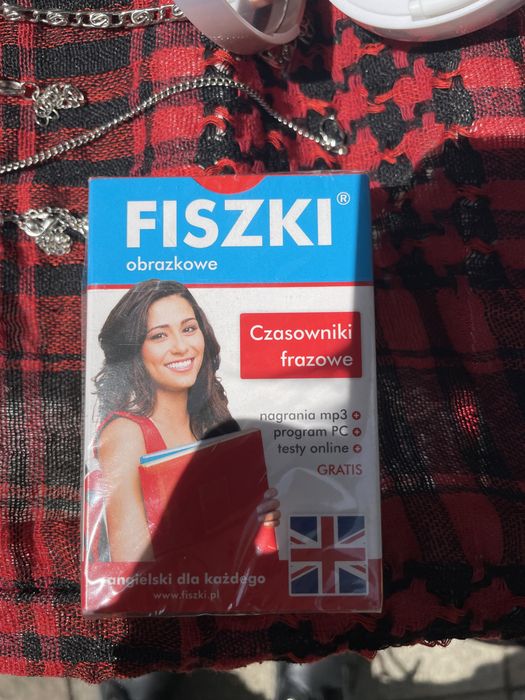 FISZKI®
obrazkowe
Czasowniki
frazowe
nagrania mp3
program PC
testy online
GRATIS
angielski dla każdego
www.fiszki.pl